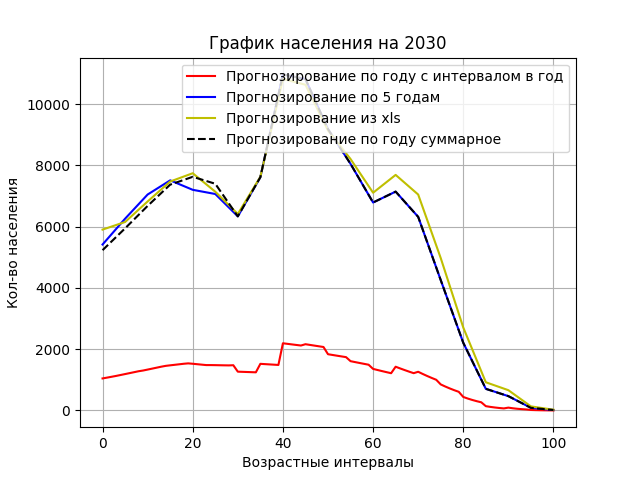 График населения на 2030
Прогнозирование по году с интервалом в год
Прогнозирование по 5 годам
Прогнозирование из xls
Прогнозирование по году суммарное
Кол-во населения
10000
8000
6000
4000
2000
0
0 20 40 60 80 100
Возрастные интервалы